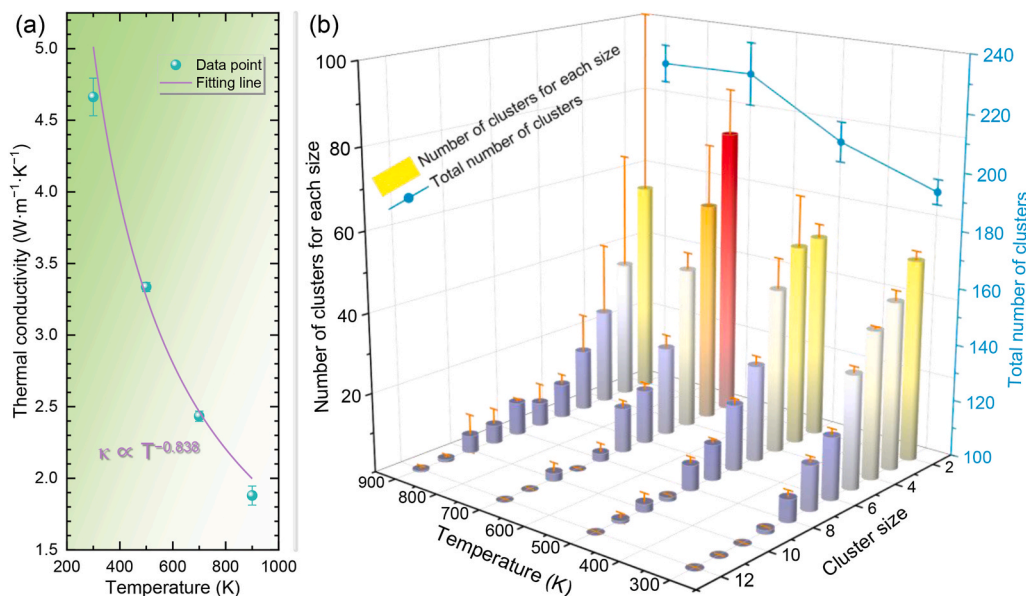 (a)
Thermal conductivity (W·m⁻¹·K⁻¹)
5.0
4.5
4.0
3.5
3.0
2.5
2.0
1.5
Data point
Fitting line
κ ∝ T⁻⁰·⁸³⁸
200 400 600 800 1000
Temperature (K)
(b)
Number of clusters for each size
100
80
60
40
20
Number of clusters for each size
Total number of clusters
240
220
200
180
160
140
120
100
Total number of clusters
900 800 700 600 500 400 300
Temperature (K)
12 10 8 6 4 2
Cluster size